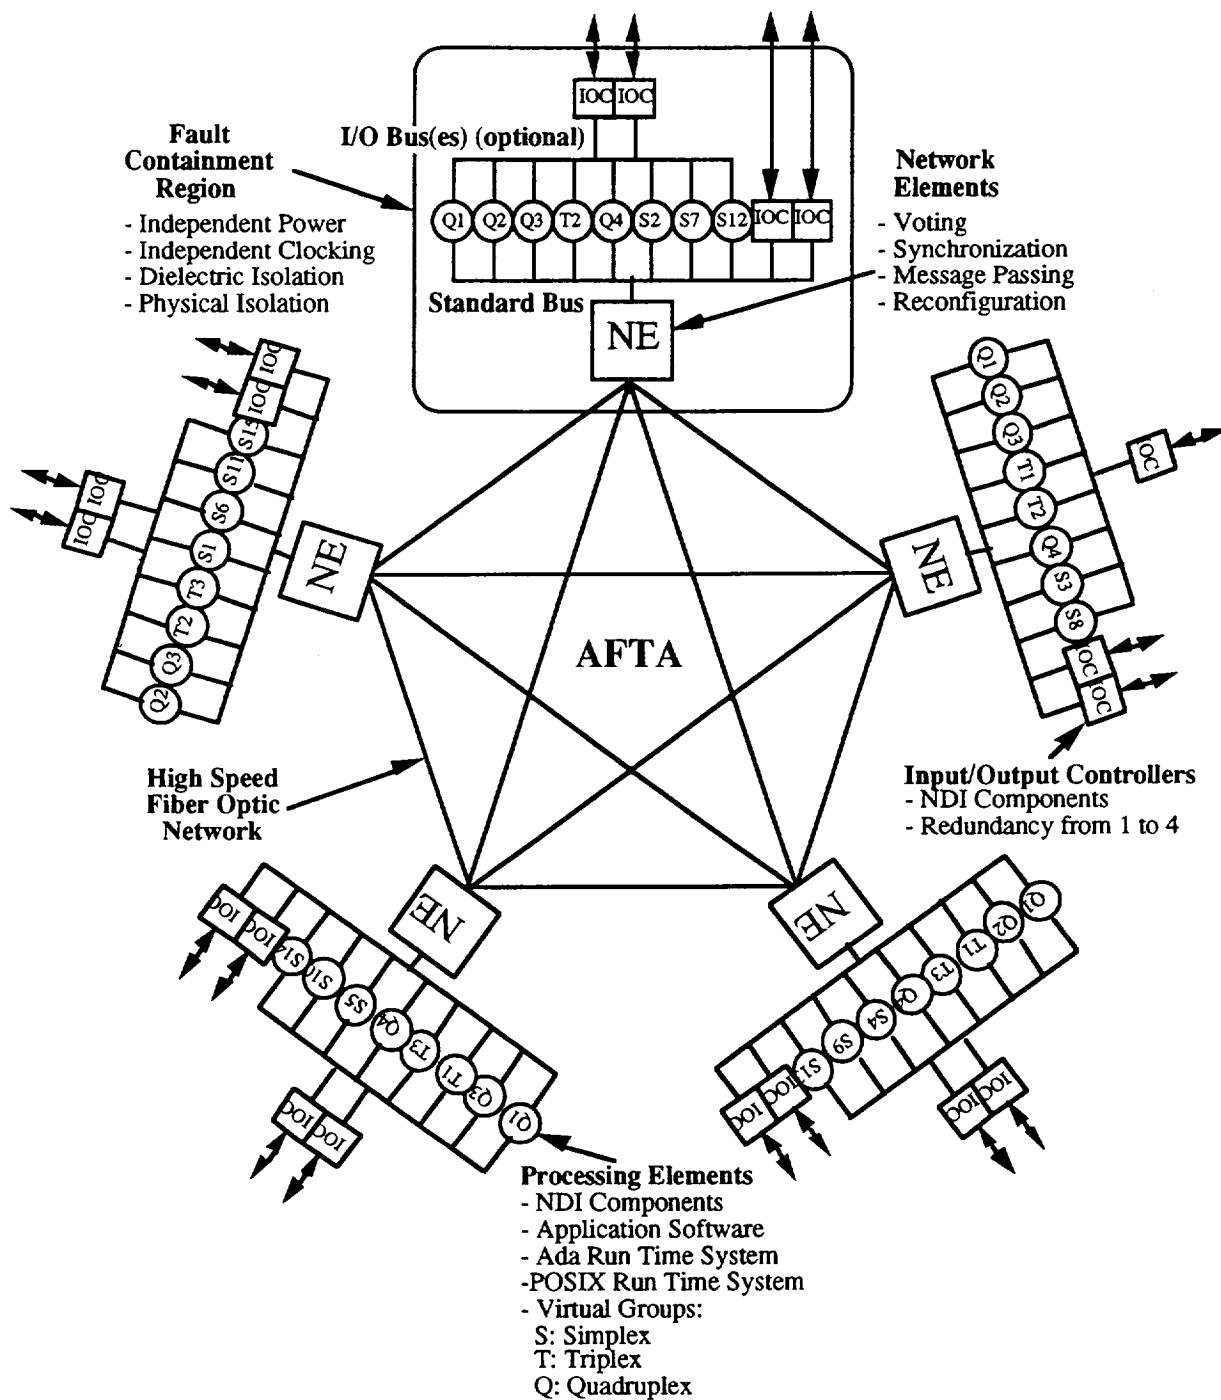 IOC IOC
I/O Bus(es) (optional)
Q1 Q2 Q3 T2 Q4 S2 S7 S12 IOC IOC
Standard Bus
NE
Fault
Containment
Region
- Independent Power
- Independent Clocking
- Dielectric Isolation
- Physical Isolation
Network
Elements
- Voting
- Synchronization
- Message Passing
- Reconfiguration
IOC
IOC
S15
S11
S6
S1
T3
T2
Q3
Q2
IOC
IOC
NE
Q1
Q2
Q3
T1
T2
Q4
S3
S8
IOC
IOC
IOC
NE
AFTA
High Speed
Fiber Optic
Network
Input/Output Controllers
- NDI Components
- Redundancy from 1 to 4
NE
IOC
IOC
S14
S10
S5
Q4
T3
T1
Q3
Q1
IOC
IOC
NE
Q1
Q2
T1
T3
Q4
S4
S9
IOC
IOC
IOC
IOC
Processing Elements
- NDI Components
- Application Software
- Ada Run Time System
-POSIX Run Time System
- Virtual Groups:
S: Simplex
T: Triplex
Q: Quadruplex